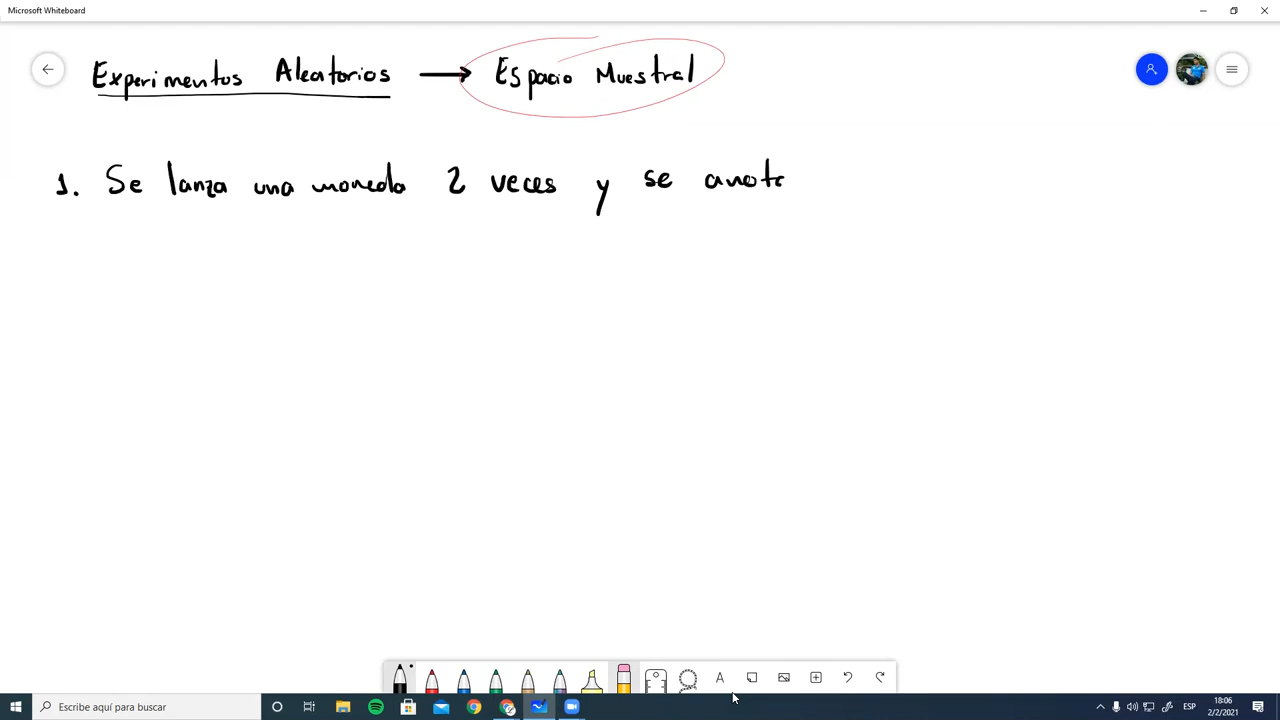 Microsoft Whiteboard
Experimentos Aleatorios → Espacio Muestral
1. Se lanza una moneda 2 veces y se anota
A
Escribe aquí para buscar
ESP
18:06
2/2/2021